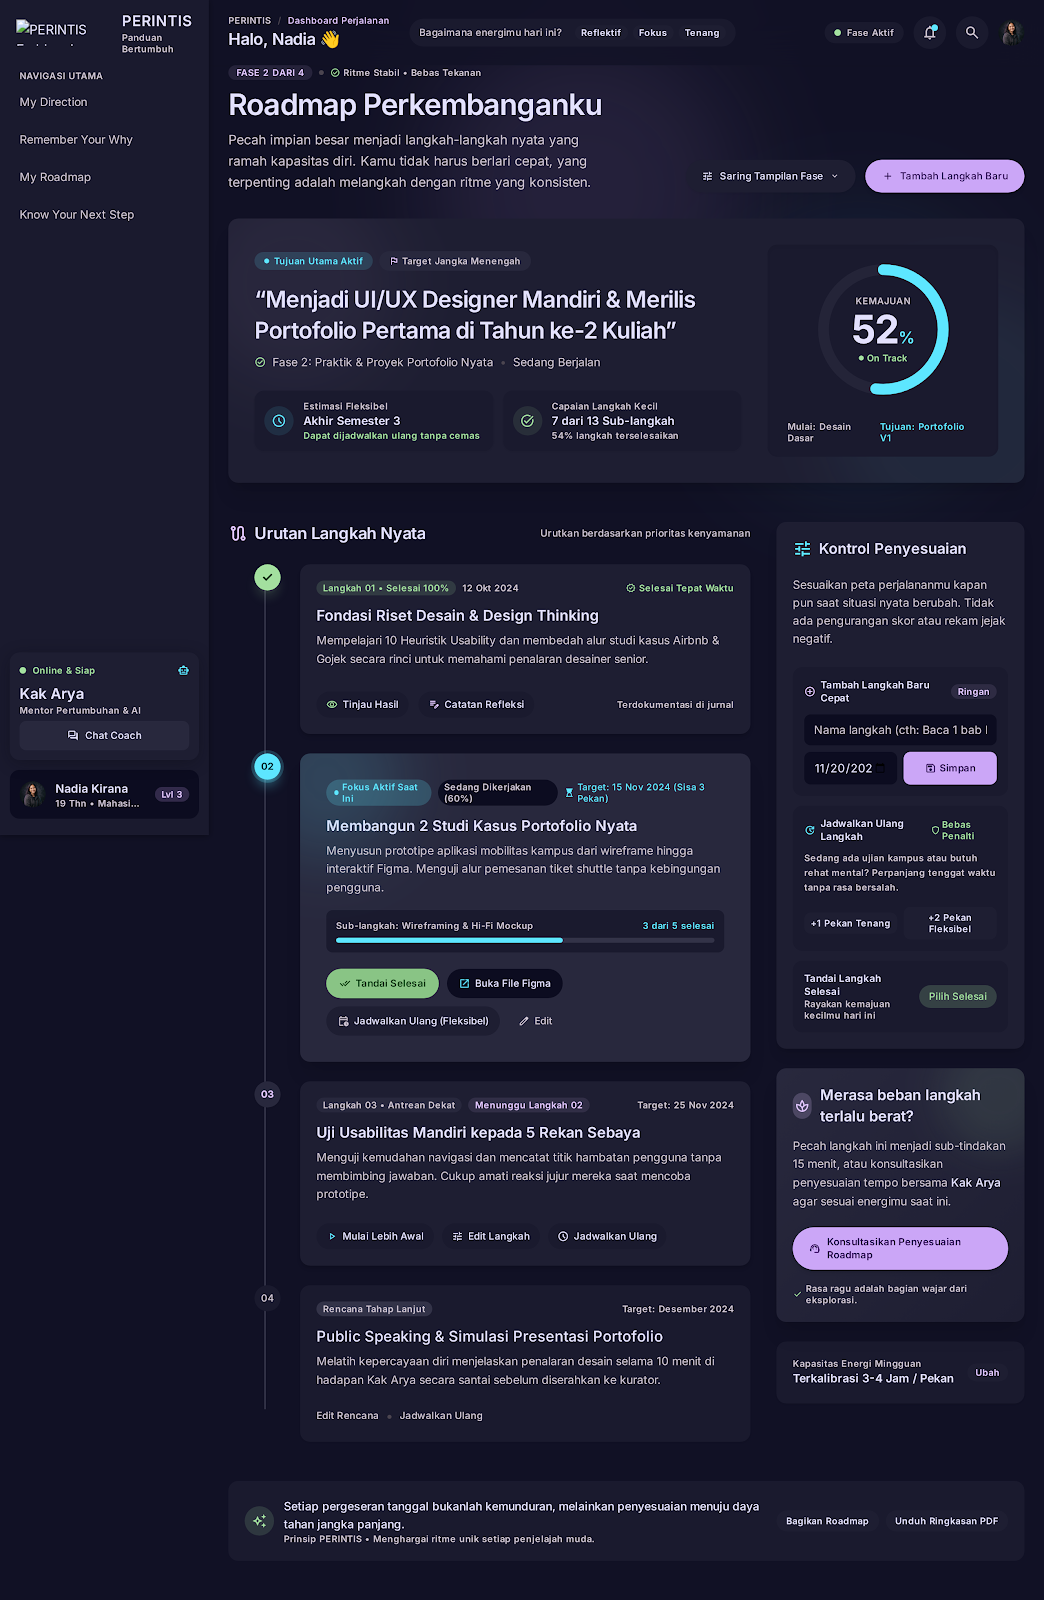 PERINTIS
PERINTIS
Panduan
Bertumbuh
NAVIGASI UTAMA
My Direction
Remember Your Why
My Roadmap
Know Your Next Step
Online & Siap
Kak Arya
Mentor Pertumbuhan & AI
Chat Coach
Nadia Kirana
19 Thn • Mahasi...
Lvl 3
PERINTIS / Dashboard Perjalanan
Halo, Nadia 👋
Bagaimana energimu hari ini?
Reflektif
Fokus
Tenang
Fase Aktif
FASE 2 DARI 4
Ritme Stabil • Bebas Tekanan
Roadmap Perkembanganku
Pecah impian besar menjadi langkah-langkah nyata yang
ramah kapasitas diri. Kamu tidak harus berlari cepat, yang
terpenting adalah melangkah dengan ritme yang konsisten.
Saring Tampilan Fase
Tambah Langkah Baru
Tujuan Utama Aktif
Target Jangka Menengah
“Menjadi UI/UX Designer Mandiri & Merilis
Portofolio Pertama di Tahun ke-2 Kuliah”
Fase 2: Praktik & Proyek Portofolio Nyata • Sedang Berjalan
Estimasi Fleksibel
Akhir Semester 3
Dapat dijadwalkan ulang tanpa cemas
Capaian Langkah Kecil
7 dari 13 Sub-langkah
54% langkah terselesaikan
KEMAJUAN
52%
On Track
Mulai: Desain
Dasar
Tujuan: Portofolio
V1
Urutan Langkah Nyata
Urutkan berdasarkan prioritas kenyamanan
Langkah 01 • Selesai 100%
12 Okt 2024
Selesai Tepat Waktu
Fondasi Riset Desain & Design Thinking
Mempelajari 10 Heuristik Usability dan membedah alur studi kasus Airbnb &
Gojek secara rinci untuk memahami penalaran desainer senior.
Tinjau Hasil
Catatan Refleksi
Terdokumentasi di jurnal
02
Fokus Aktif Saat
Ini
Sedang Dikerjakan
(60%)
Target: 15 Nov 2024 (Sisa 3
Pekan)
Membangun 2 Studi Kasus Portofolio Nyata
Menyusun prototipe aplikasi mobilitas kampus dari wireframe hingga
interaktif Figma. Menguji alur pemesanan tiket shuttle tanpa kebingungan
pengguna.
Sub-langkah: Wireframing & Hi-Fi Mockup
3 dari 5 selesai
Tandai Selesai
Buka File Figma
Jadwalkan Ulang (Fleksibel)
Edit
03
Langkah 03 • Antrean Dekat
Menunggu Langkah 02
Target: 25 Nov 2024
Uji Usabilitas Mandiri kepada 5 Rekan Sebaya
Menguji kemudahan navigasi dan mencatat titik hambatan pengguna tanpa
membimbing jawaban. Cukup amati reaksi jujur mereka saat mencoba
prototipe.
Mulai Lebih Awal
Edit Langkah
Jadwalkan Ulang
04
Rencana Tahap Lanjut
Target: Desember 2024
Public Speaking & Simulasi Presentasi Portofolio
Melatih kepercayaan diri menjelaskan penalaran desain selama 10 menit di
hadapan Kak Arya secara santai sebelum diserahkan ke kurator.
Edit Rencana • Jadwalkan Ulang
Kontrol Penyesuaian
Sesuaikan peta perjalananmu kapan
pun saat situasi nyata berubah. Tidak
ada pengurangan skor atau rekam jejak
negatif.
Tambah Langkah Baru
Cepat
Ringan
Nama langkah (cth: Baca 1 bab
11/20/202
Simpan
Jadwalkan Ulang
Langkah
Bebas
Penalti
Sedang ada ujian kampus atau butuh
rehat mental? Perpanjang tenggat waktu
tanpa rasa bersalah.
+1 Pekan Tenang
+2 Pekan
Fleksibel
Tandai Langkah
Selesai
Rayakan kemajuan
kecilmu hari ini
Pilih Selesai
Merasa beban langkah
terlalu berat?
Pecah langkah ini menjadi sub-tindakan
15 menit, atau konsultasikan
penyesuaian tempo bersama Kak Arya
agar sesuai energimu saat ini.
Konsultasikan Penyesuaian
Roadmap
Rasa ragu adalah bagian wajar dari
eksplorasi.
Kapasitas Energi Mingguan
Terkalibrasi 3-4 Jam / Pekan
Ubah
Setiap pergeseran tanggal bukanlah kemunduran, melainkan penyesuaian menuju daya
tahan jangka panjang.
Prinsip PERINTIS • Menghargai ritme unik setiap penjelajah muda.
Bagikan Roadmap
Unduh Ringkasan PDF